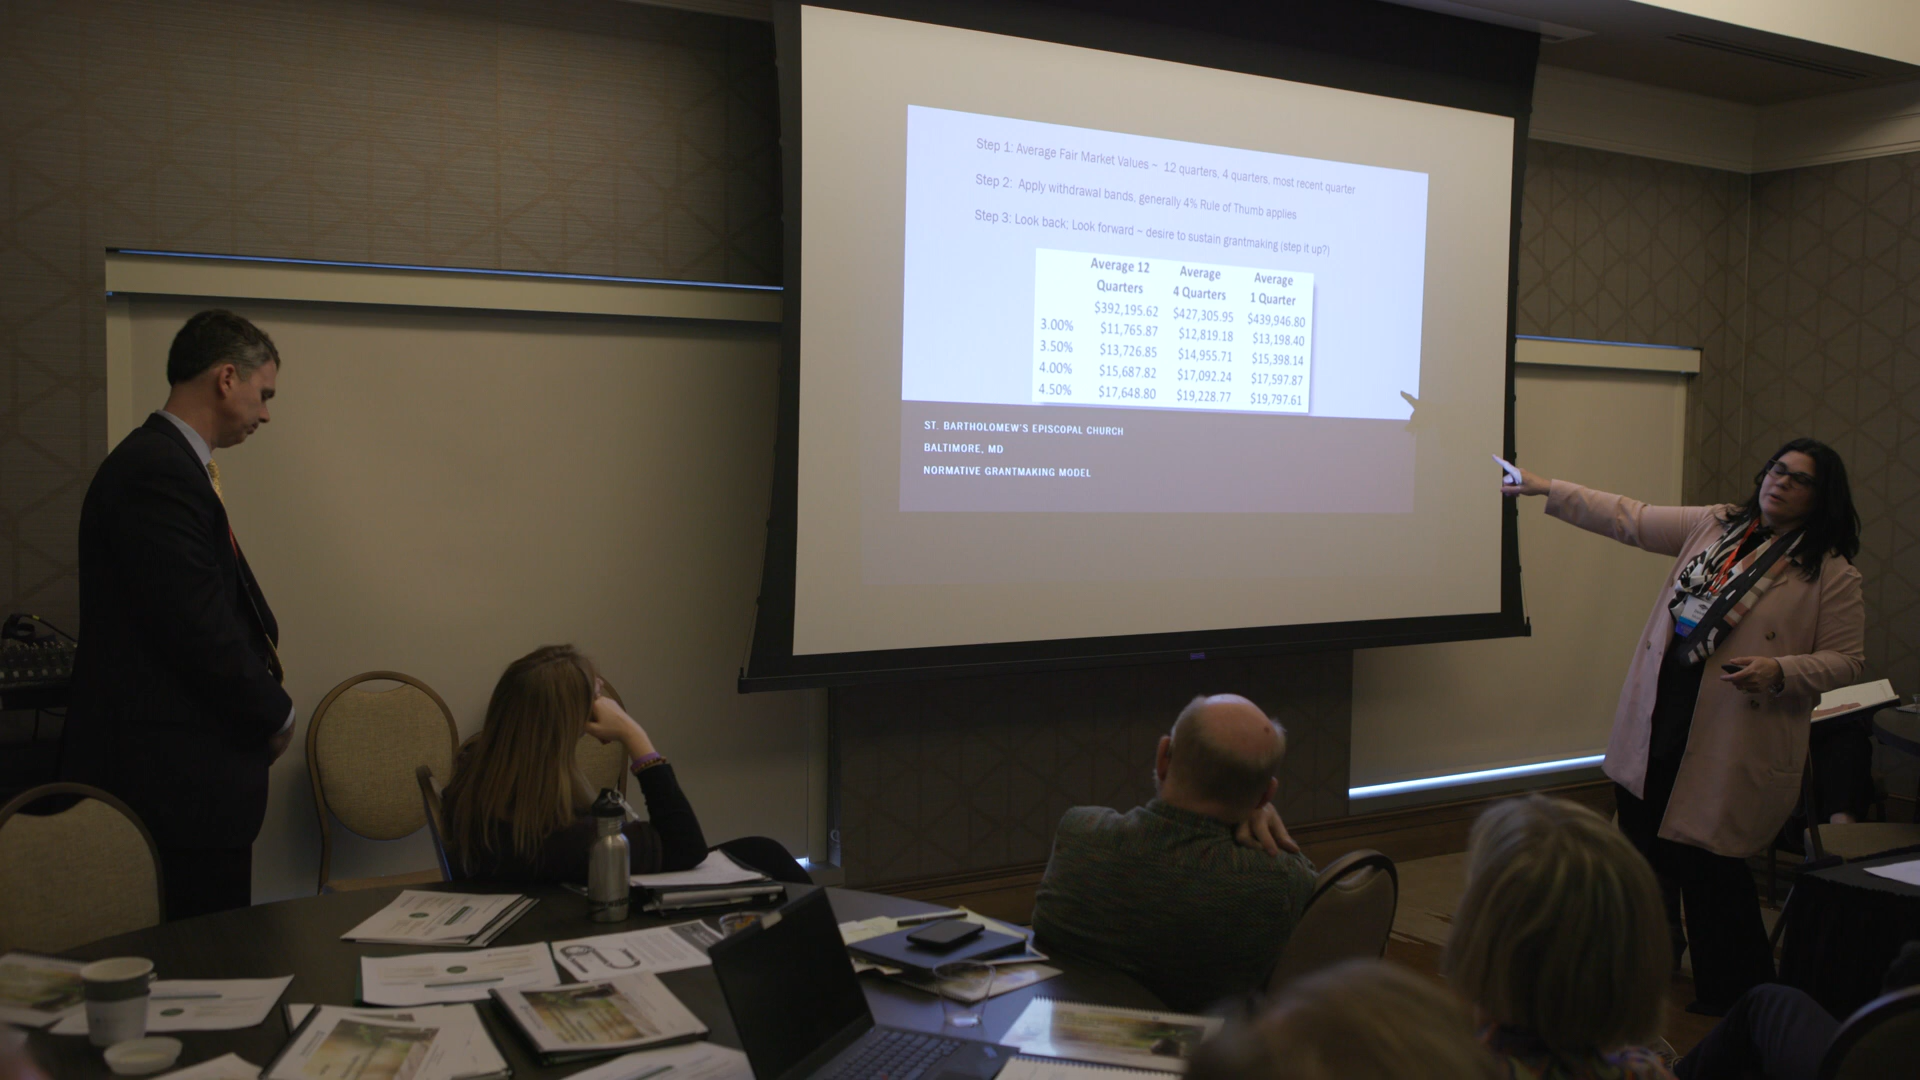 Step 1: Average Fair Market Values ~ 12 quarters, 4 quarters, most recent quarter
Step 2: Apply withdrawal bands, generally 4% Rule of Thumb applies
Step 3: Look back; Look forward ~ desire to sustain grantmaking (step it up?)
Average 12 Quarters Average 4 Quarters Average 1 Quarter
$392,195.62 $427,305.95 $439,946.80
3.00% $11,765.87 $12,819.18 $13,198.40
3.50% $13,726.85 $14,955.71 $15,398.14
4.00% $15,687.82 $17,092.24 $17,597.87
4.50% $17,648.80 $19,228.77 $19,797.61
ST. BARTHOLOMEW'S EPISCOPAL CHURCH
BALTIMORE, MD
NORMATIVE GRANTMAKING MODEL